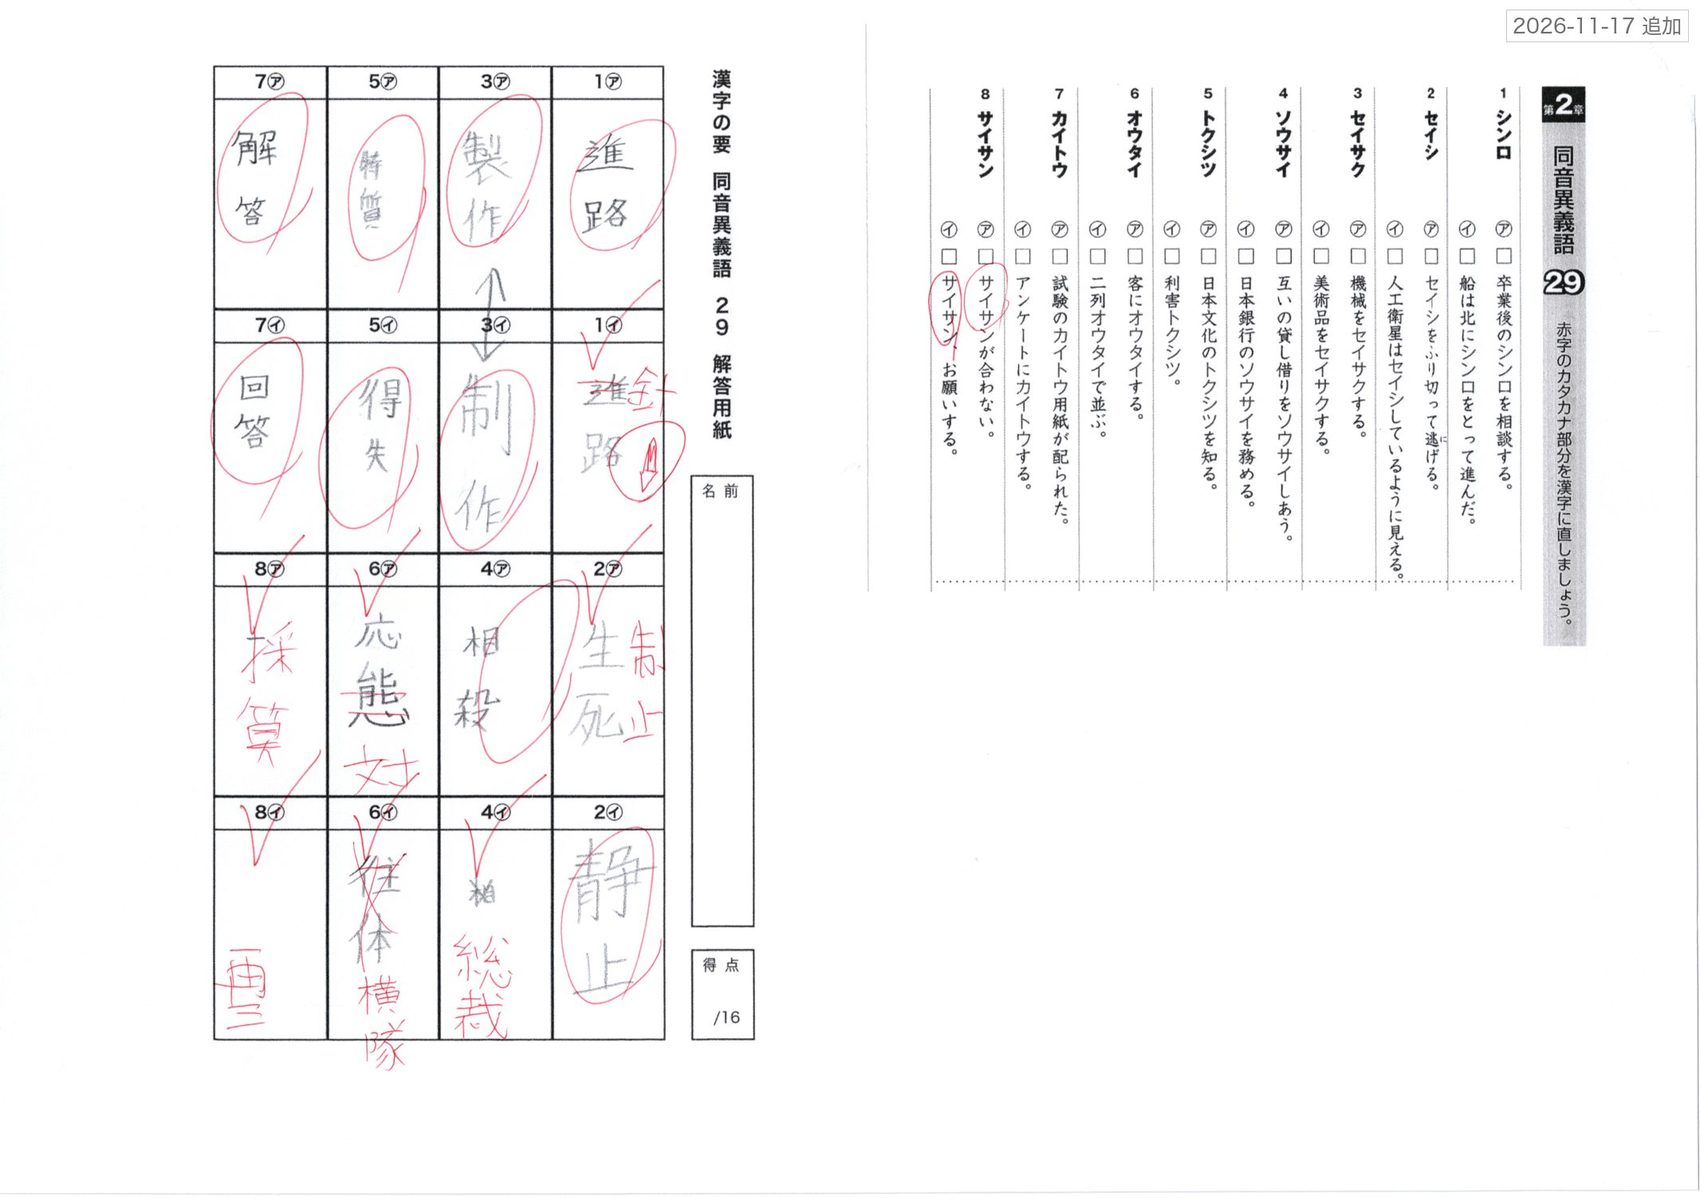 2026-11-17 追加
第2章 同音異義語 29 赤字のカタカナ部分を漢字に直しましょう。
1 シンロ
㋐ □ 卒業後のシンロを相談する。
㋑ □ 船は北にシンロをとって進んだ。
2 セイシ
㋐ □ セイシをふり切って逃げる。
に
㋑ □ 人工衛星はセイシしているように見える。
3 セイサク
㋐ □ 機械をセイサクする。
㋑ □ 美術品をセイサクする。
4 ソウサイ
㋐ □ 互いの貸し借りをソウサイしあう。
㋑ □ 日本銀行のソウサイを務める。
5 トクシツ
㋐ □ 日本文化のトクシツを知る。
㋑ □ 利害トクシツ。
6 オウタイ
㋐ □ 客にオウタイする。
㋑ □ 二列オウタイで並ぶ。
7 カイトウ
㋐ □ 試験のカイトウ用紙が配られた。
㋑ □ アンケートにカイトウする。
8 サイサン
㋐ □ サイサンが合わない。
㋑ □ サイサン、お願いする。
漢字の要 同音異義語 29 解答用紙
名前
得点
/16
1㋐
進路
1㋑
進路
針
2㋐
生死
制止
2㋑
静止
3㋐
製作
3㋑
制作
4㋐
相殺
4㋑
総裁
5㋐
特質
5㋑
得失
6㋐
応態
対
6㋑
往体
横隊
7㋐
解答
7㋑
回答
8㋐
採算
8㋑
再三